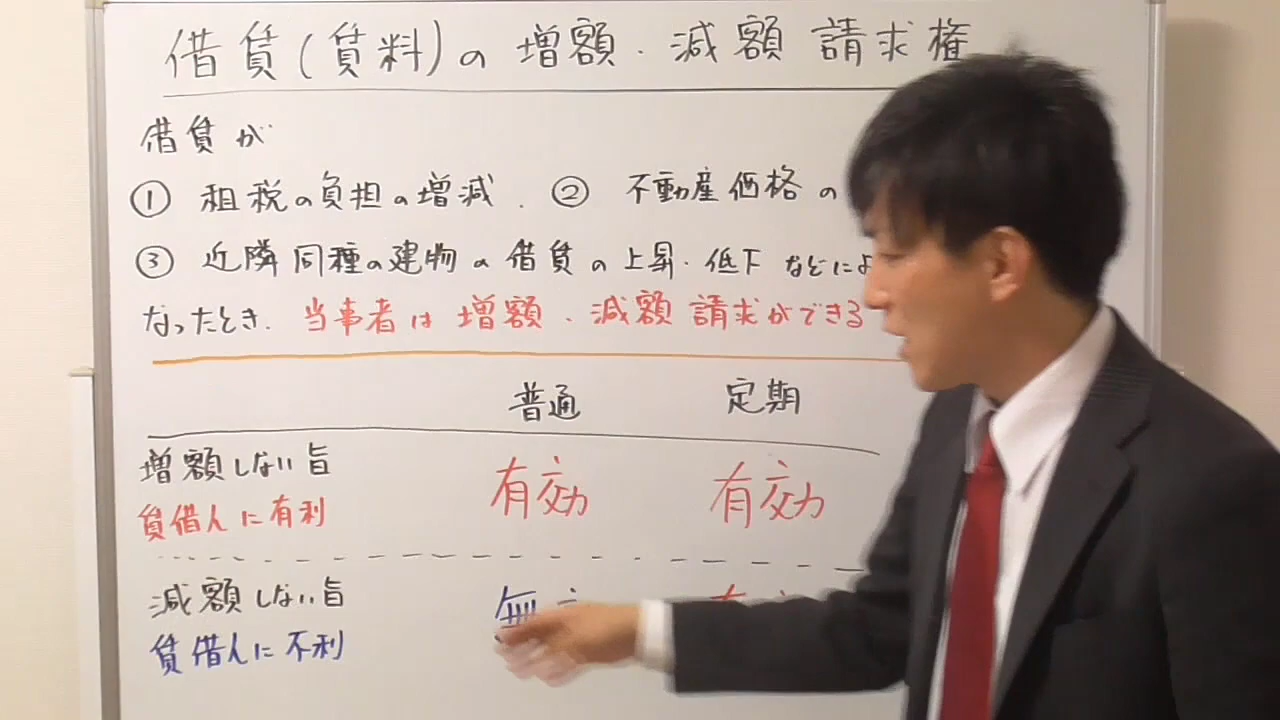 借賃(賃料)の増額・減額 請求権
借賃が
① 租税の負担の増減、② 不動産価格の
③ 近隣同種の建物の借賃の上昇・低下 などによ
なったとき、当事者は増額・減額請求ができる
普通 定期
増額しない旨 有効 有効
賃借人に有利
減額しない旨 無
賃借人に不利